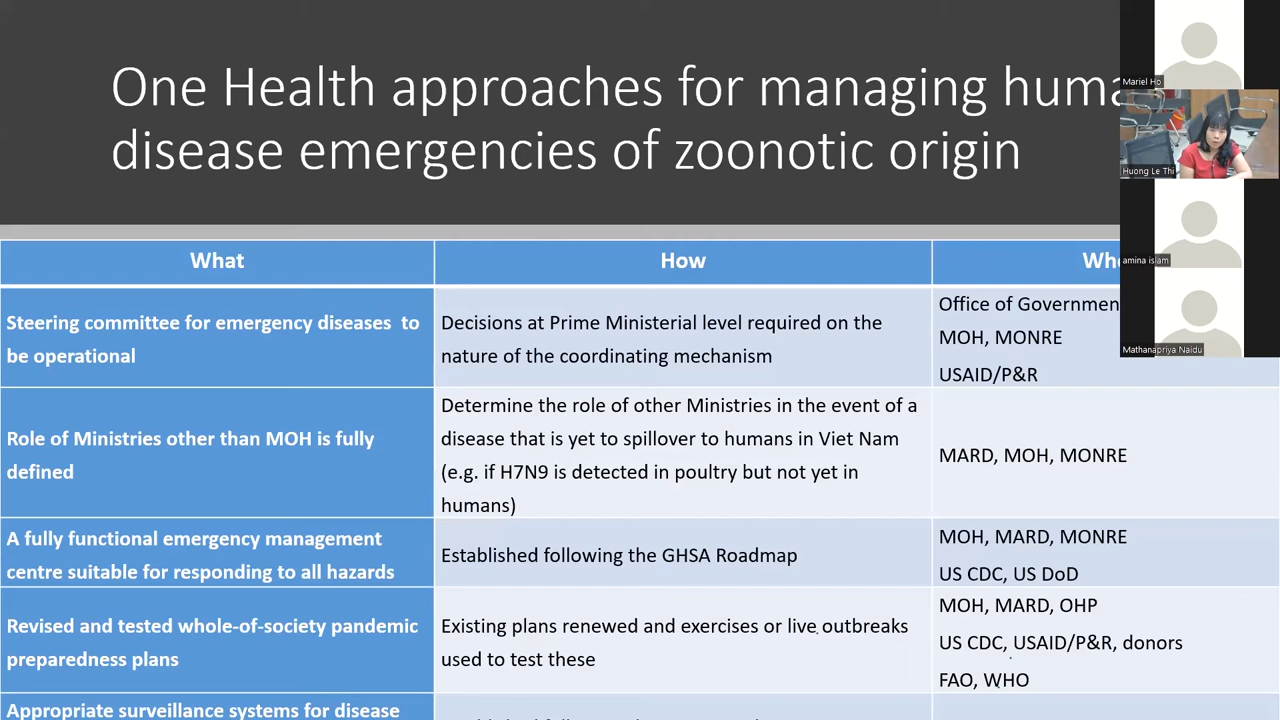 One Health approaches for managing huma
disease emergencies of zoonotic origin
Mariel Ho
Huong Le Thi
amina islam
Mathanapriya Naidu
What
How
Steering committee for emergency diseases to
be operational
Decisions at Prime Ministerial level required on the
nature of the coordinating mechanism
Office of Governmen
MOH, MONRE
USAID/P&R
Role of Ministries other than MOH is fully
defined
Determine the role of other Ministries in the event of a
disease that is yet to spillover to humans in Viet Nam
(e.g. if H7N9 is detected in poultry but not yet in
humans)
MARD, MOH, MONRE
A fully functional emergency management
centre suitable for responding to all hazards
Established following the GHSA Roadmap
MOH, MARD, MONRE
US CDC, US DoD
Revised and tested whole-of-society pandemic
preparedness plans
Existing plans renewed and exercises or live outbreaks
used to test these
MOH, MARD, OHP
US CDC, USAID/P&R, donors
FAO, WHO
Appropriate surveillance systems for disease